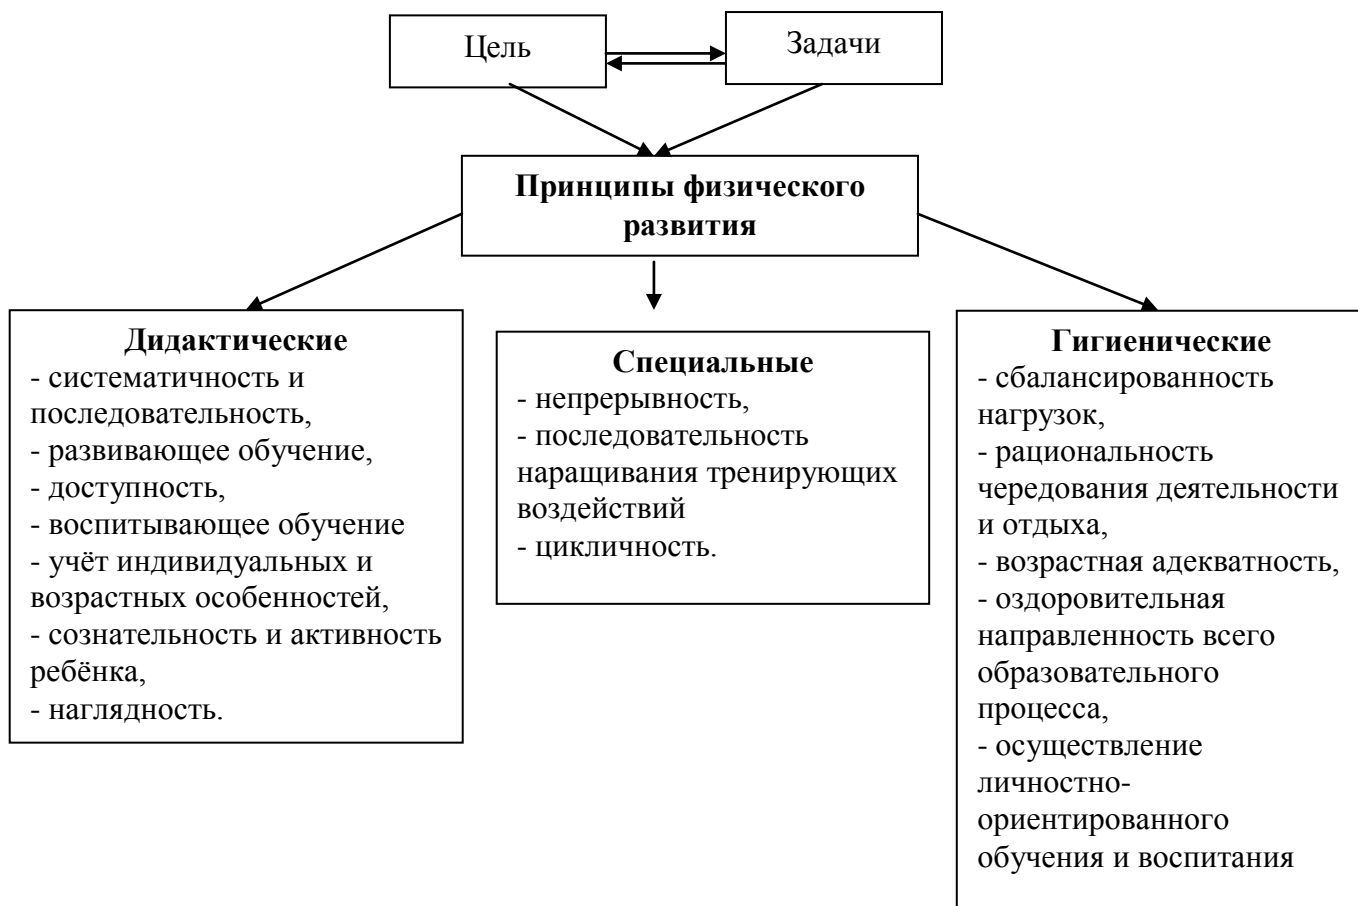 Цель
Задачи
Принципы физического
развития
Дидактические
- систематичность и
последовательность,
- развивающее обучение,
- доступность,
- воспитывающее обучение
- учёт индивидуальных и
возрастных особенностей,
- сознательность и активность
ребёнка,
- наглядность.
Специальные
- непрерывность,
- последовательность
наращивания тренирующих
воздействий
- цикличность.
Гигиенические
- сбалансированность
нагрузок,
- рациональность
чередования деятельности
и отдыха,
- возрастная адекватность,
- оздоровительная
направленность всего
образовательного
процесса,
- осуществление
личностно-
ориентированного
обучения и воспитания